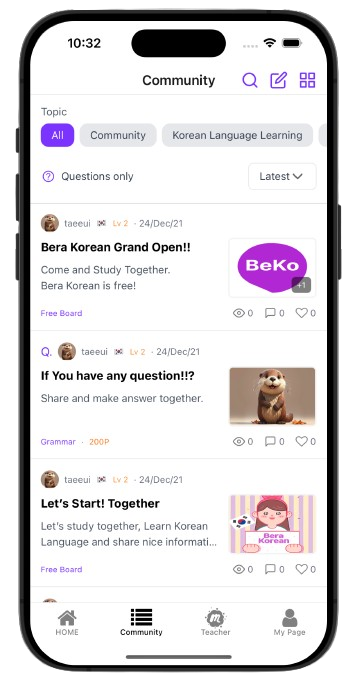 10:32
Community
Topic
All
Community
Korean Language Learning
Questions only
Latest
taeeui Lv 2 · 24/Dec/21
Bera Korean Grand Open!!
Come and Study Together.
Bera Korean is free!
BeKo
+1
Free Board
0 0 0
Q. taeeui Lv 2 · 24/Dec/21
If You have any question!!?
Share and make answer together.
Grammar · 200P
0 0 0
taeeui Lv 2 · 24/Dec/21
Let's Start! Together
Let's study together, Learn Korean
Language and share nice informati...
Bera
Korean
Free Board
0 0 0
HOME
Community
Teacher
My Page